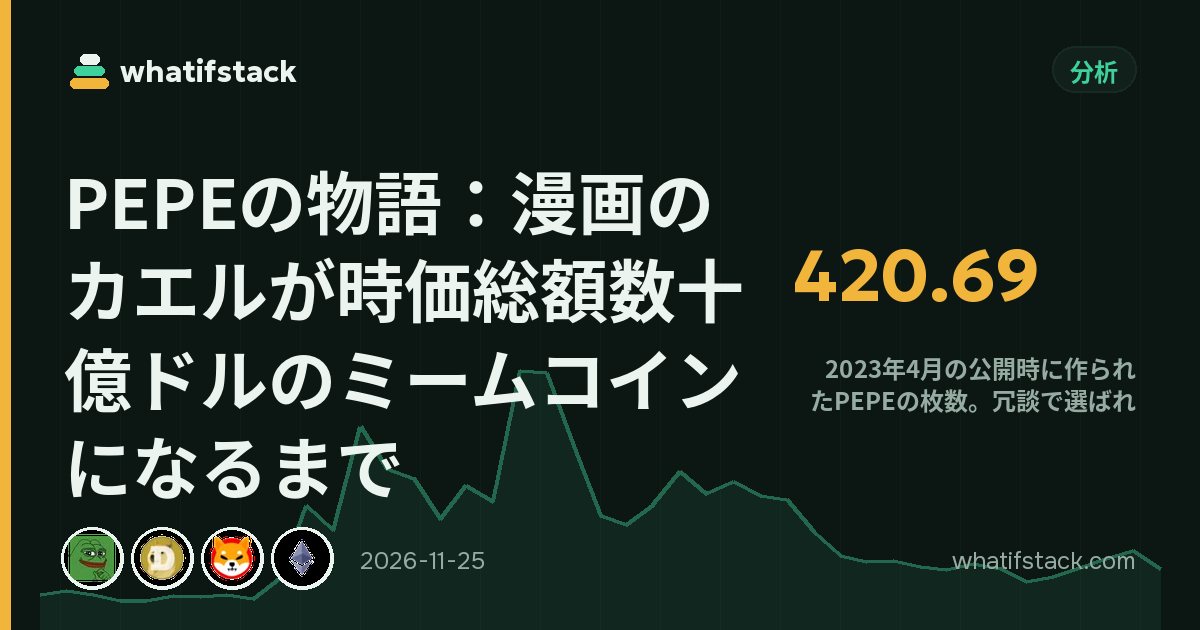 whatifstack
分析
PEPEの物語：漫画の
カエルが時価総額数十
億ドルのミームコイン
になるまで
420.69
2023年4月の公開時に作られ
たPEPEの枚数。冗談で選ばれ
2026-11-25
whatifstack.com